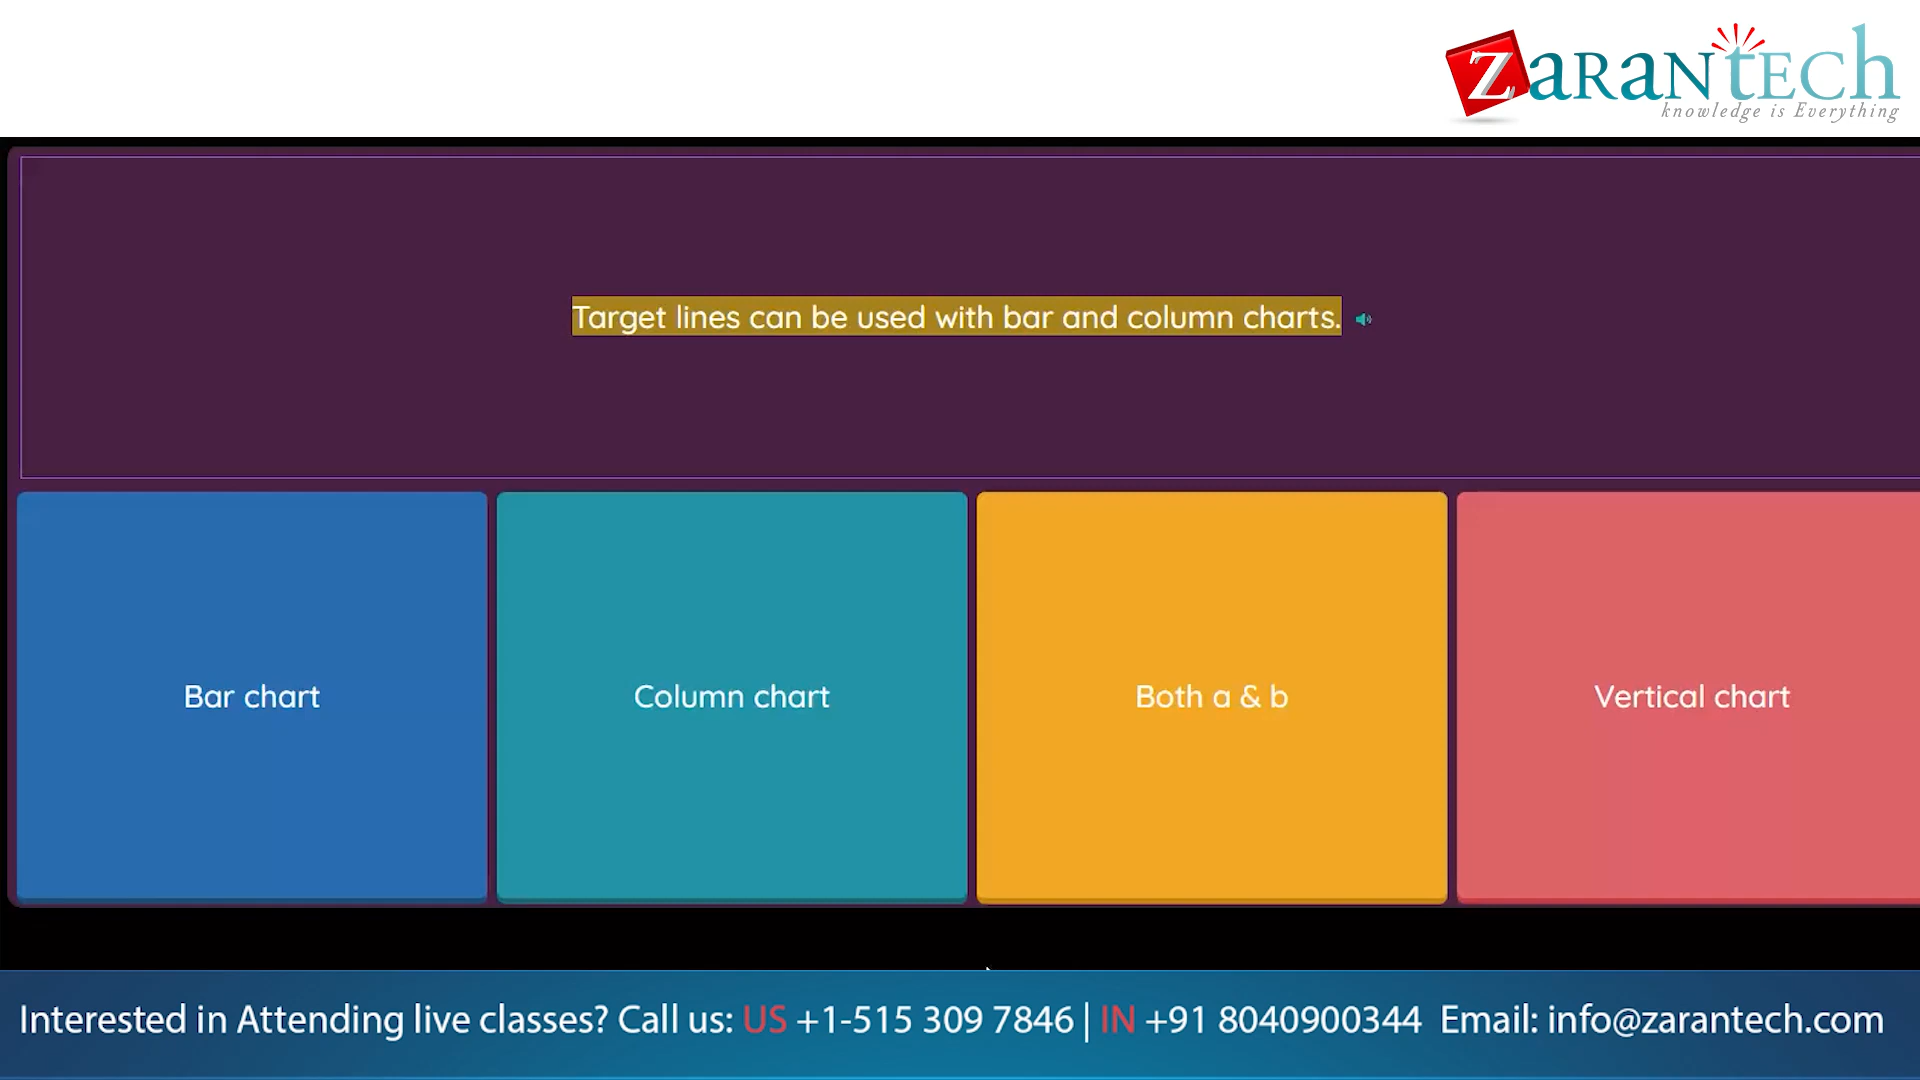 ZaranTech
knowledge is Everything
Target lines can be used with bar and column charts.
Bar chart
Column chart
Both a & b
Vertical chart
Interested in Attending live classes? Call us: US +1-515 309 7846 | IN +91 8040900344 Email: info@zarantech.com